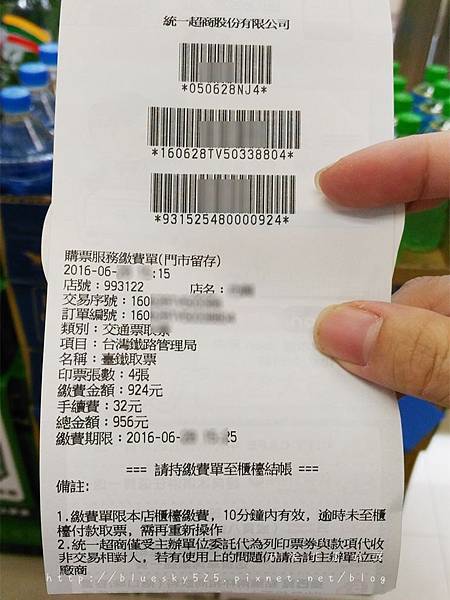 統一超商股份有限公司
*050628NJ4*
*160628TV50338804*
*931525480000924*
購票服務繳費單(門市留存)
2016-06- :15
店號：993122 店名：
交易序號：160
訂單編號：160
類別：交通票取票
項目：台灣鐵路管理局
名稱：臺鐵取票
印票張數：4張
繳費金額：924元
手續費：32元
總金額：956元
繳費期限：2016-06- 25
=== 請持繳費單至櫃檯結帳 ===
備註:
1.繳費單限本店櫃檯繳費，10分鐘內有效，逾時未至櫃
檯付款取票，需再重新操作
2.統一超商僅受主辦單位委託代為列印票券與款項代收
非交易相對人，若有使用上的問題仍請洽詢主辦單位或
廠商
http://bluesky525.pixnet.net/blog